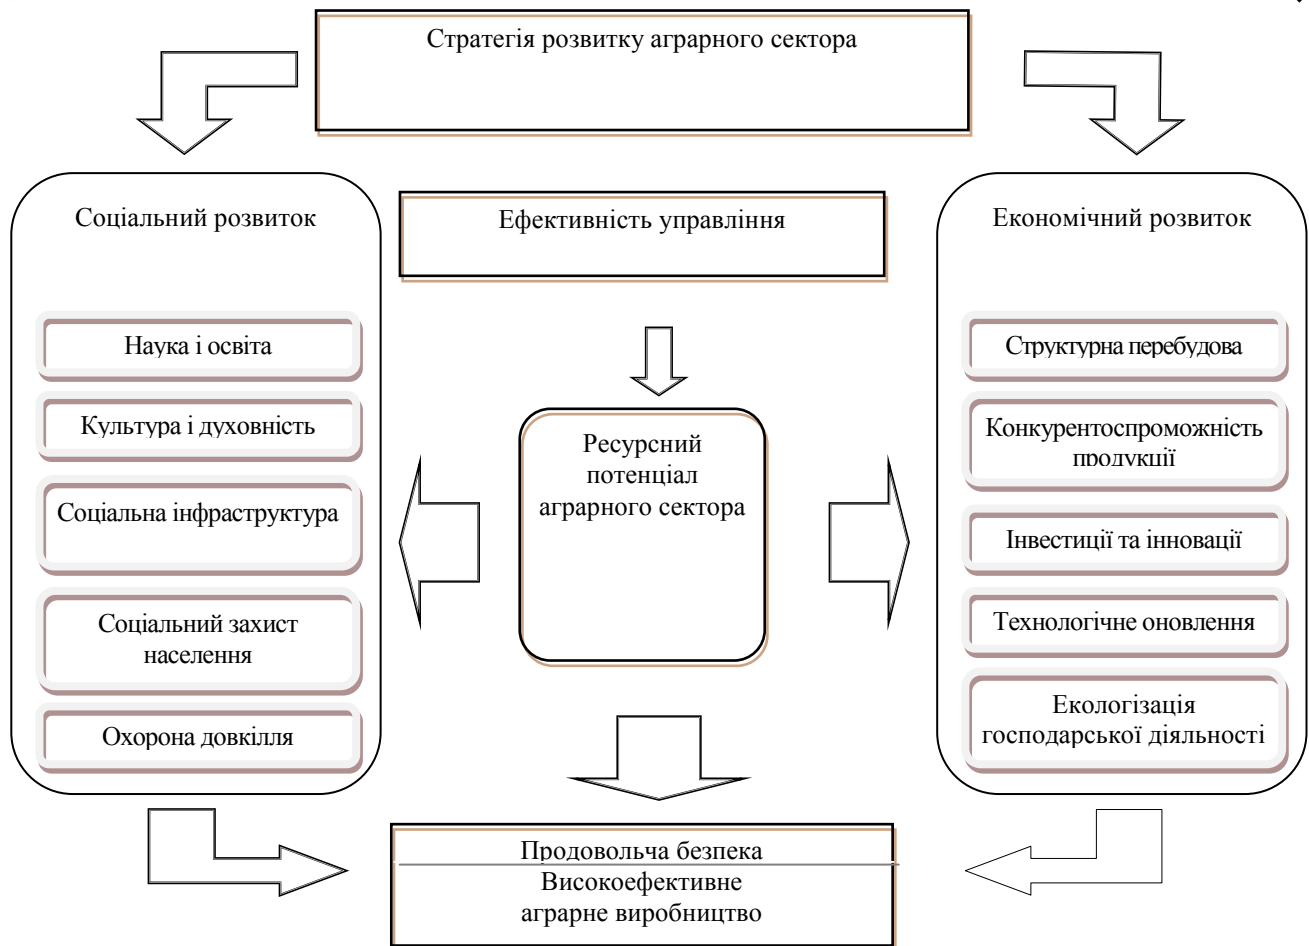 Стратегія розвитку аграрного сектора
Соціальний розвиток
Наука і освіта
Культура і духовність
Соціальна інфраструктура
Соціальний захист
населення
Охорона довкілля
Ефективність управління
Ресурсний
потенціал
аграрного сектора
Економічний розвиток
Структурна перебудова
Конкурентоспроможність
продукції
Інвестиції та інновації
Технологічне оновлення
Екологізація
господарської діяльності
Продовольча безпека
Високоефективне
аграрне виробництво